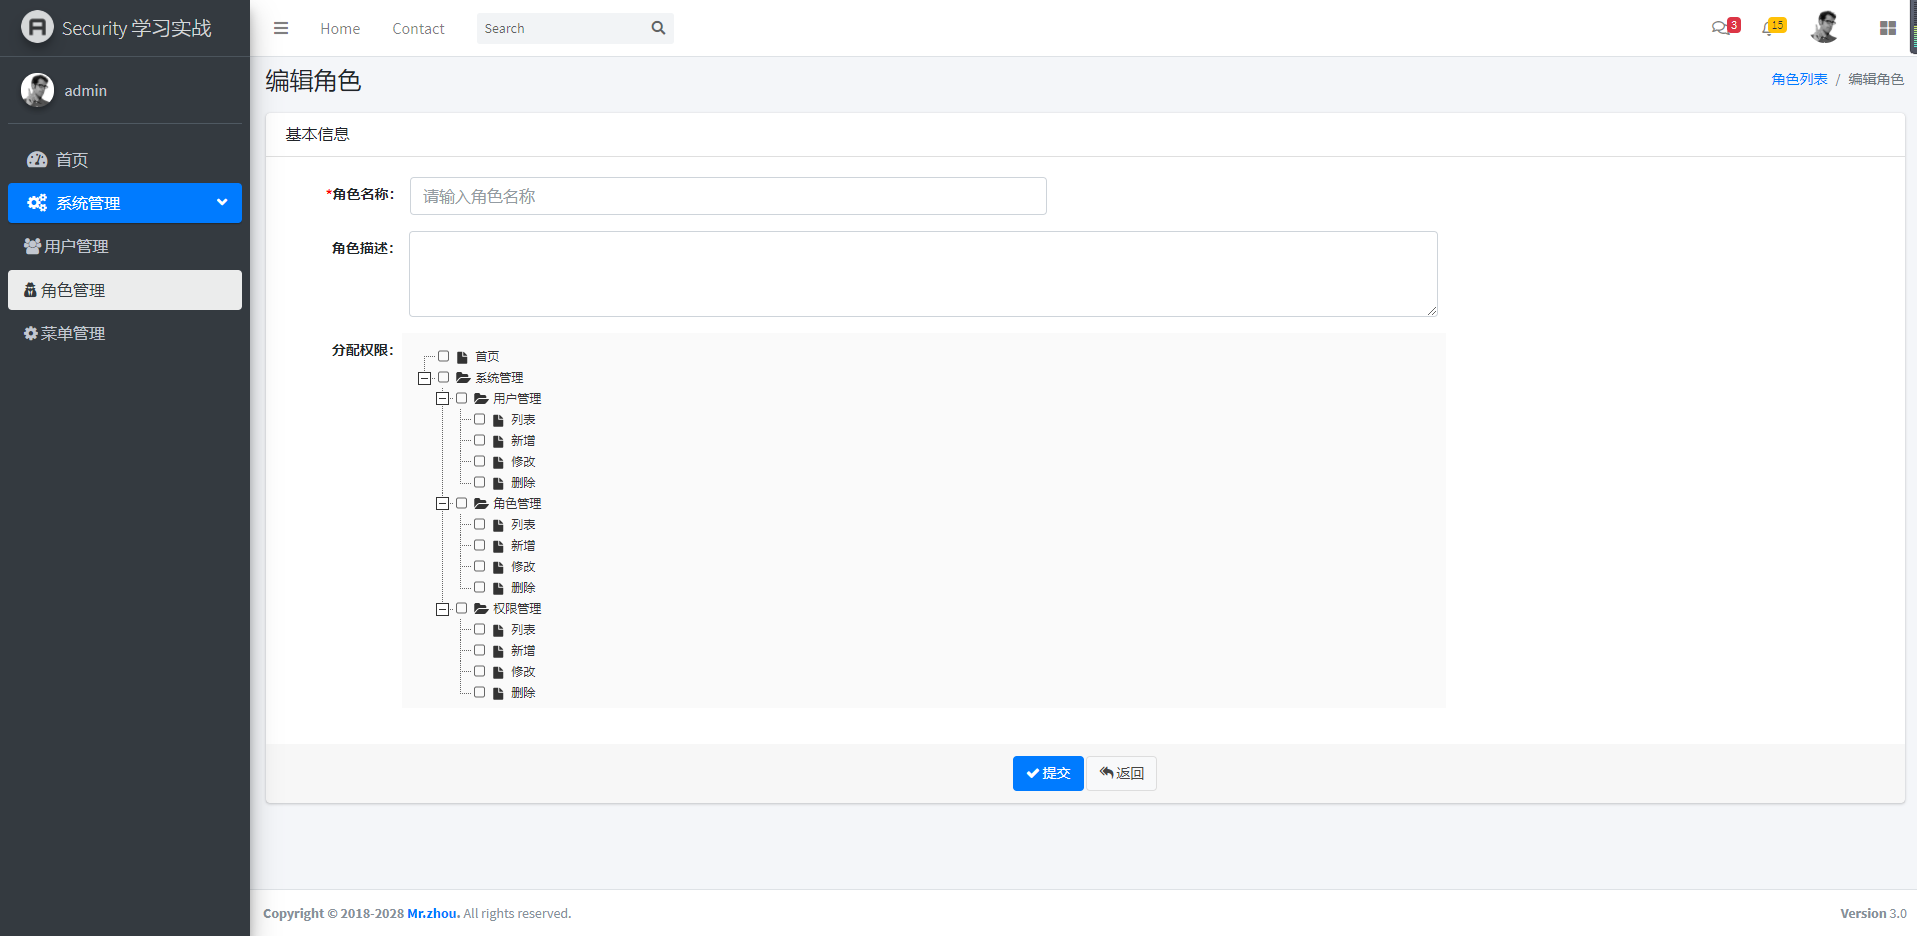 Security 学习实战
Home
Contact
Search
3
15
admin
首页
系统管理
用户管理
角色管理
菜单管理
编辑角色
角色列表 / 编辑角色
基本信息
*角色名称：
请输入角色名称
角色描述：
分配权限：
首页
系统管理
用户管理
列表
新增
修改
删除
角色管理
列表
新增
修改
删除
权限管理
列表
新增
修改
删除
提交
返回
Copyright © 2018-2028 Mr.zhou. All rights reserved.
Version 3.0